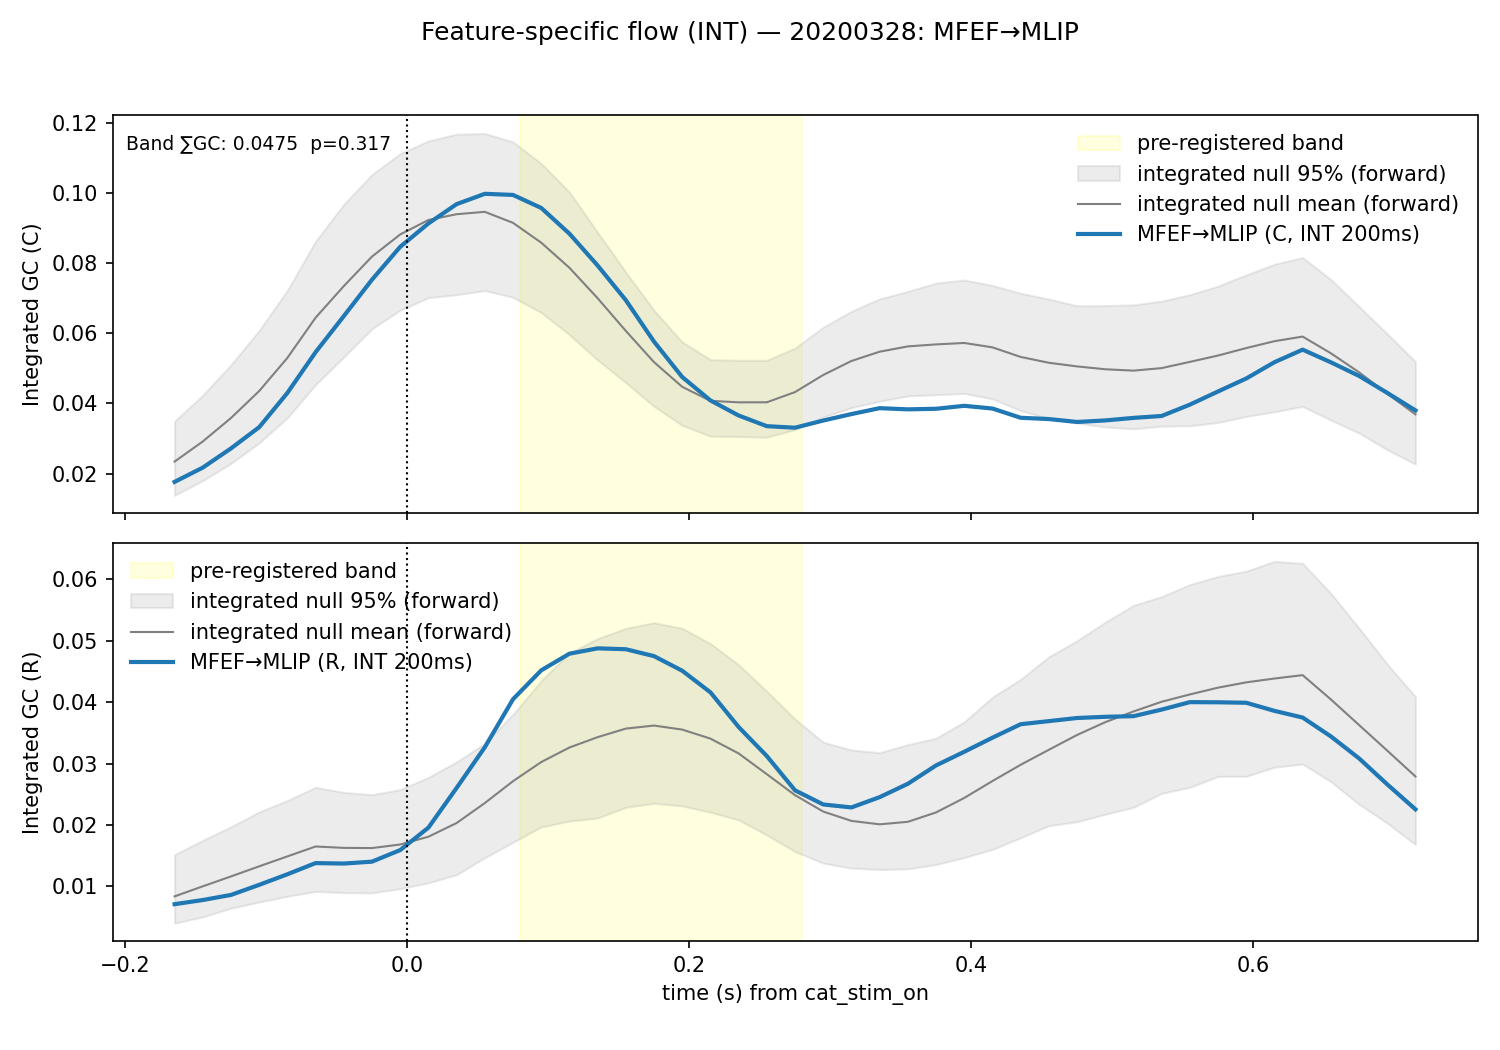 Feature-specific flow (INT) — 20200328: MFEF→MLIP
Band ∑GC: 0.0475  p=0.317
pre-registered band
integrated null 95% (forward)
integrated null mean (forward)
MFEF→MLIP (C, INT 200ms)
Integrated GC (C)
0.12
0.10
0.08
0.06
0.04
0.02
pre-registered band
integrated null 95% (forward)
integrated null mean (forward)
MFEF→MLIP (R, INT 200ms)
Integrated GC (R)
0.06
0.05
0.04
0.03
0.02
0.01
−0.2 0.0 0.2 0.4 0.6
time (s) from cat_stim_on